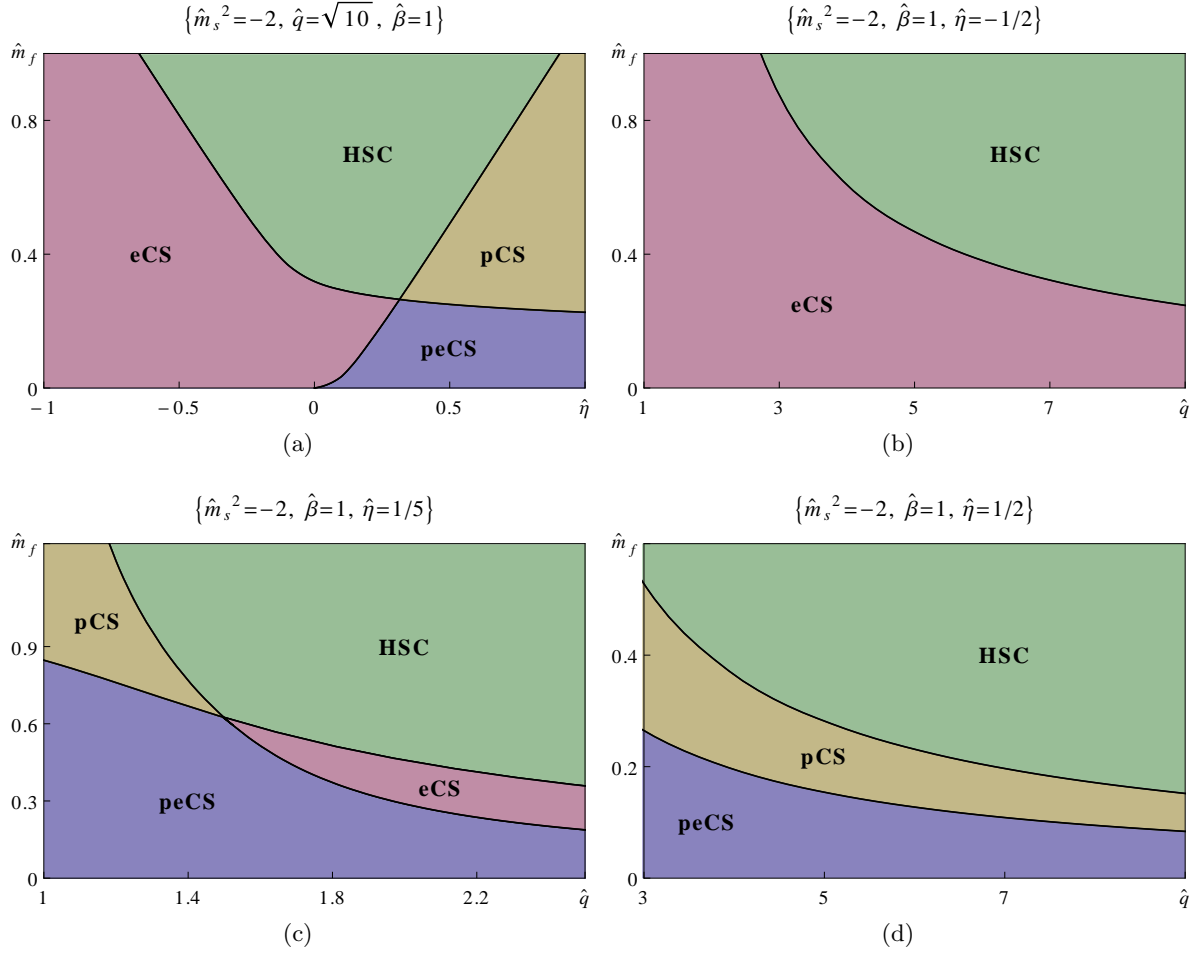 {m̂_s²=−2, q̂=√10, β̂=1}
m̂_f
0.8
0.4
0
HSC
eCS
pCS
peCS
−1
−0.5
0
0.5
η̂
(a)
{m̂_s²=−2, β̂=1, η̂=−1/2}
m̂_f
0.8
0.4
0
HSC
eCS
1
3
5
7
q̂
(b)
{m̂_s²=−2, β̂=1, η̂=1/5}
m̂_f
0.9
0.6
0.3
0
pCS
HSC
eCS
peCS
1
1.4
1.8
2.2
q̂
(c)
{m̂_s²=−2, β̂=1, η̂=1/2}
m̂_f
0.4
0.2
0
HSC
pCS
peCS
3
5
7
q̂
(d)